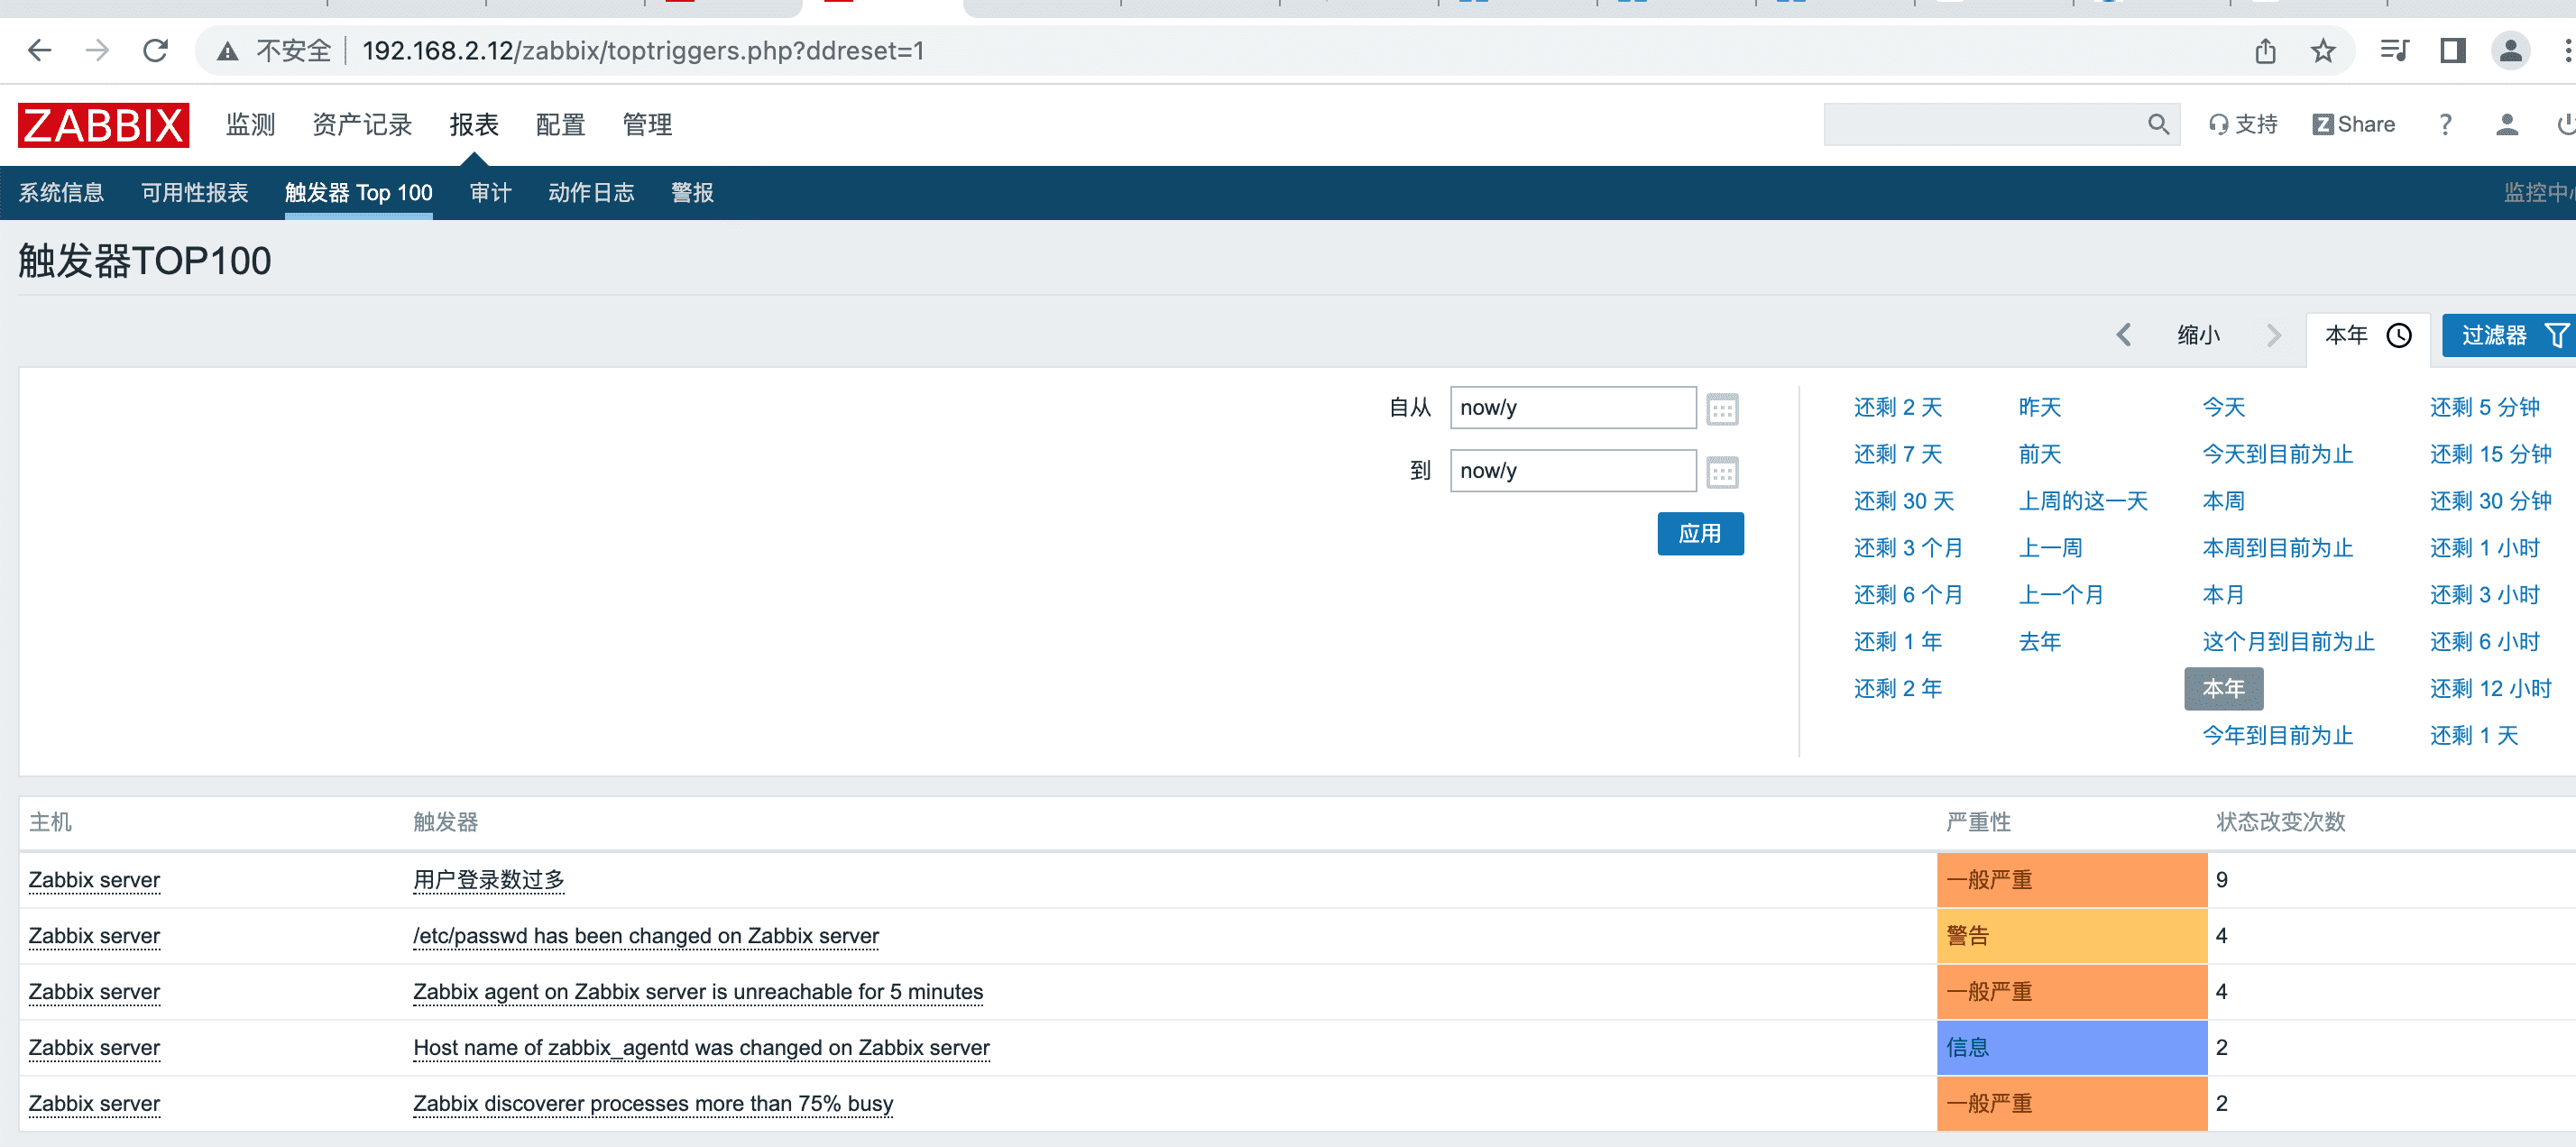 不安全 192.168.2.12/zabbix/toptriggers.php?ddreset=1
ZABBIX 监测 资产记录 报表 配置 管理 支持 Z Share ?
系统信息 可用性报表 触发器 Top 100 审计 动作日志 警报 监控中
触发器TOP100
缩小 本年 过滤器
自从 now/y 还剩 2 天 昨天 今天 还剩 5 分钟
还剩 7 天 前天 今天到目前为止 还剩 15 分钟
到 now/y
还剩 30 天 上周的这一天 本周 还剩 30 分钟
应用 还剩 3 个月 上一周 本周到目前为止 还剩 1 小时
还剩 6 个月 上一个月 本月 还剩 3 小时
还剩 1 年 去年 这个月到目前为止 还剩 6 小时
还剩 2 年 本年 还剩 12 小时
今年到目前为止 还剩 1 天
主机 触发器 严重性 状态改变次数
Zabbix server 用户登录数过多 一般严重 9
Zabbix server /etc/passwd has been changed on Zabbix server 警告 4
Zabbix server Zabbix agent on Zabbix server is unreachable for 5 minutes 一般严重 4
Zabbix server Host name of zabbix_agentd was changed on Zabbix server 信息 2
Zabbix server Zabbix discoverer processes more than 75% busy 一般严重 2